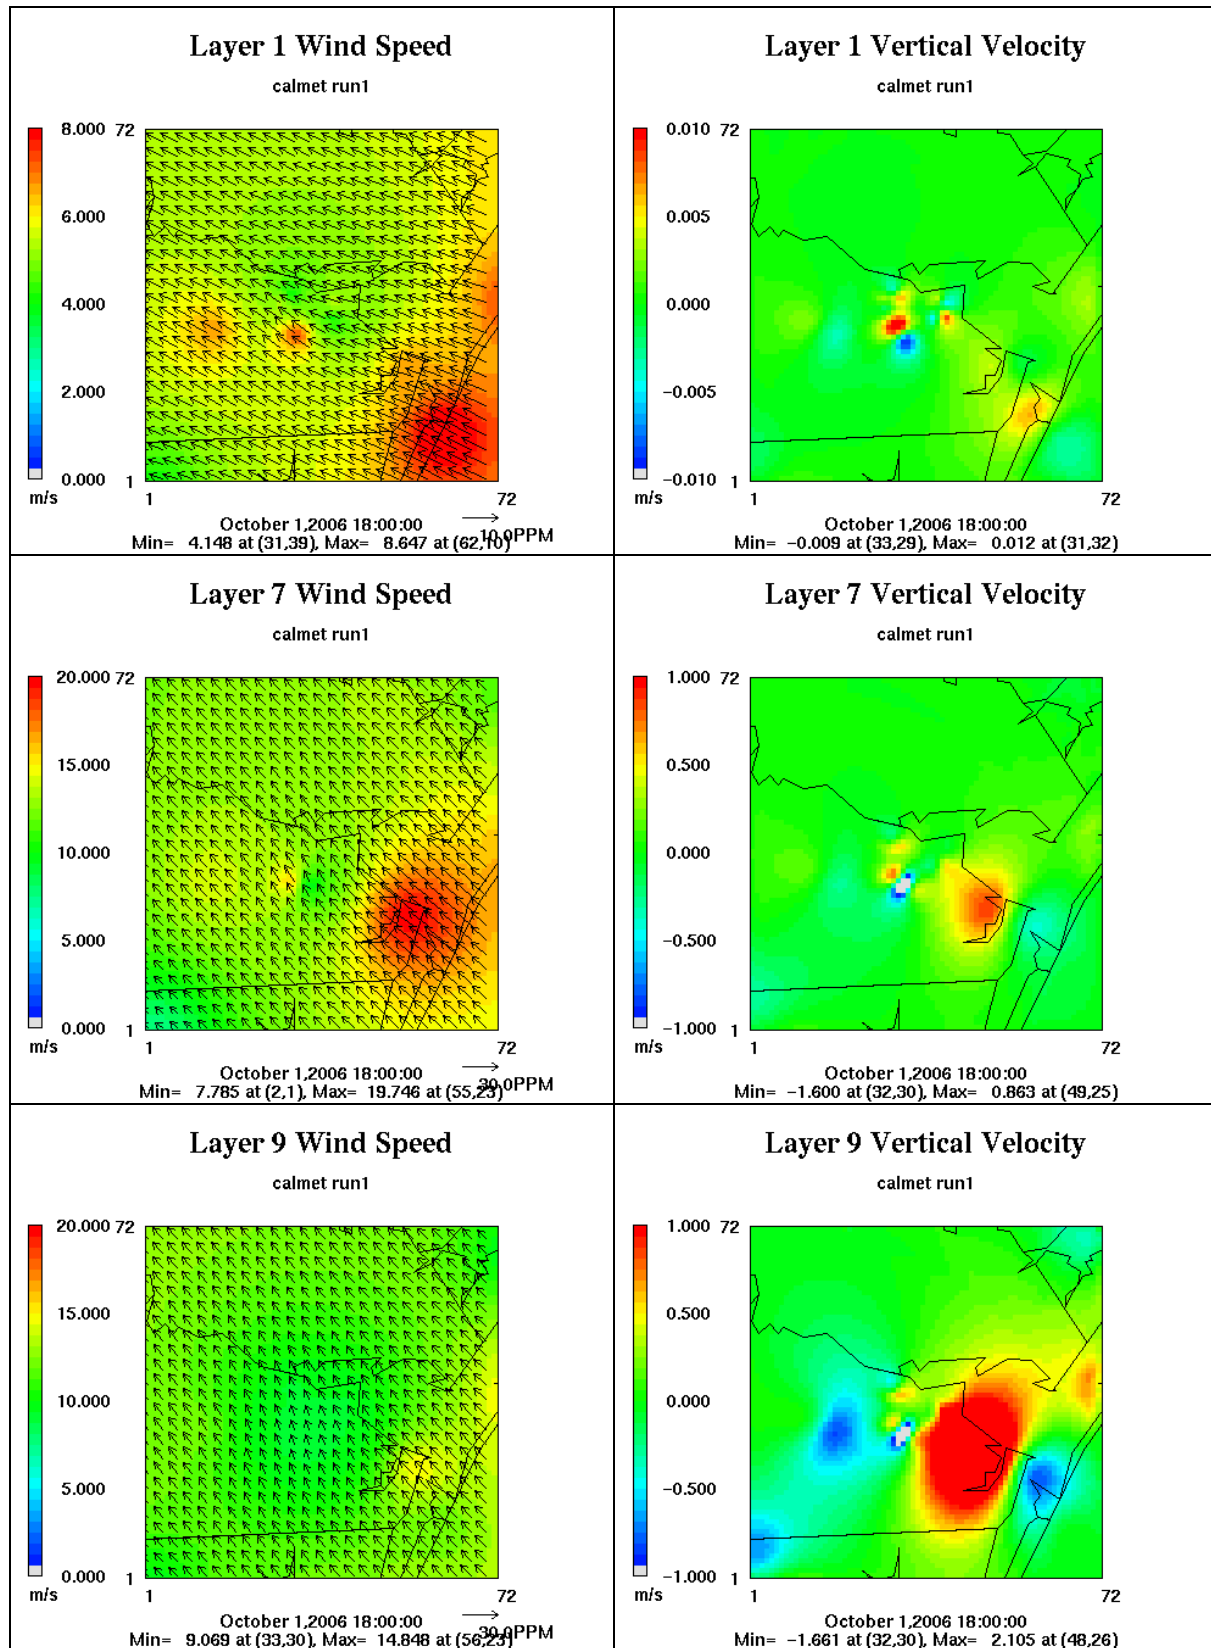 Layer 1 Wind Speed
calmet run1
8.000 72
6.000
4.000
2.000
0.000 1
m/s 1 72
October 1,2006 18:00:00
10.0PPM
Min= 4.148 at (31,39), Max= 8.647 at (62,10)
Layer 1 Vertical Velocity
calmet run1
0.010 72
0.005
0.000
-0.005
-0.010 1
m/s 1 72
October 1,2006 18:00:00
Min= -0.009 at (33,29), Max= 0.012 at (31,32)
Layer 7 Wind Speed
calmet run1
20.000 72
15.000
10.000
5.000
0.000 1
m/s 1 72
October 1,2006 18:00:00
30.0PPM
Min= 7.785 at (2,1), Max= 19.746 at (55,23)
Layer 7 Vertical Velocity
calmet run1
1.000 72
0.500
0.000
-0.500
-1.000 1
m/s 1 72
October 1,2006 18:00:00
Min= -1.600 at (32,30), Max= 0.863 at (49,25)
Layer 9 Wind Speed
calmet run1
20.000 72
15.000
10.000
5.000
0.000 1
m/s 1 72
October 1,2006 18:00:00
30.0PPM
Min= 9.069 at (33,30), Max= 14.848 at (56,23)
Layer 9 Vertical Velocity
calmet run1
1.000 72
0.500
0.000
-0.500
-1.000 1
m/s 1 72
October 1,2006 18:00:00
Min= -1.661 at (32,30), Max= 2.105 at (48,26)